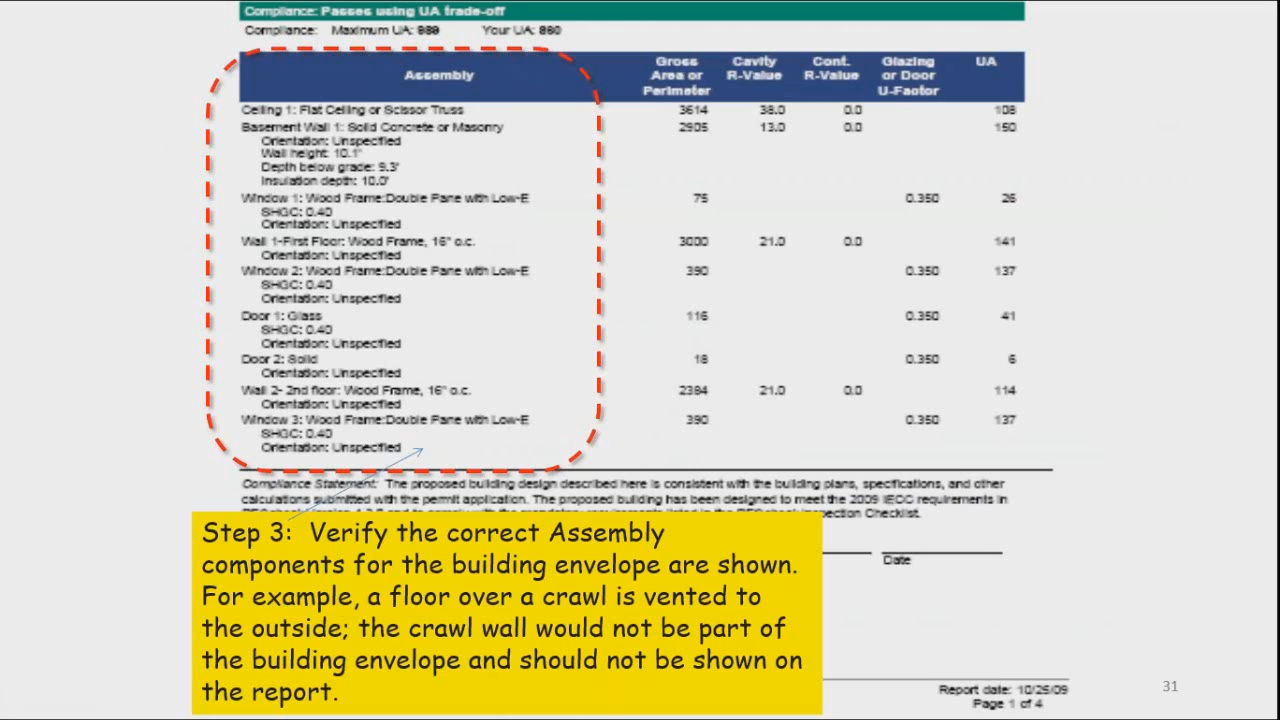 Compliance: Passes using UA trade-off
Compliance: Maximum UA: Your UA: 860
Assembly Gross Area or Perimeter Cavity R-Value Cont. R-Value Glazing or Door U-Factor UA
Ceiling 1: Flat Ceiling or Scissor Truss 3614 38.0 0.0 108
Basement Wall 1: Solid Concrete or Masonry 2905 13.0 0.0 150
Orientation: Unspecified
Wall height: 10.1'
Depth below grade: 9.3'
Insulation depth: 10.0'
Window 1: Wood Frame:Double Pane with Low-E 75 0.350 26
SHGC: 0.40
Orientation: Unspecified
Wall 1-First Floor: Wood Frame, 16" o.c. 3000 21.0 0.0 141
Orientation: Unspecified
Window 2: Wood Frame:Double Pane with Low-E 390 0.350 137
SHGC: 0.40
Orientation: Unspecified
Door 1: Glass 116 0.350 41
SHGC: 0.40
Orientation: Unspecified
Door 2: Solid 18 0.350 6
Orientation: Unspecified
Wall 2- 2nd floor: Wood Frame, 16" o.c. 2384 21.0 0.0 114
Orientation: Unspecified
Window 3: Wood Frame:Double Pane with Low-E 390 0.350 137
SHGC: 0.40
Orientation: Unspecified
Compliance Statement: The proposed building design described here is consistent with the building plans, specifications, and other
calculations submitted with the permit application. The proposed building has been designed to meet the 2009 IECC requirements in
Checklist.
Step 3: Verify the correct Assembly
components for the building envelope are shown.
For example, a floor over a crawl is vented to
the outside; the crawl wall would not be part of
the building envelope and should not be shown on
the report.
Date
Report date:
Page 1 of 4
31